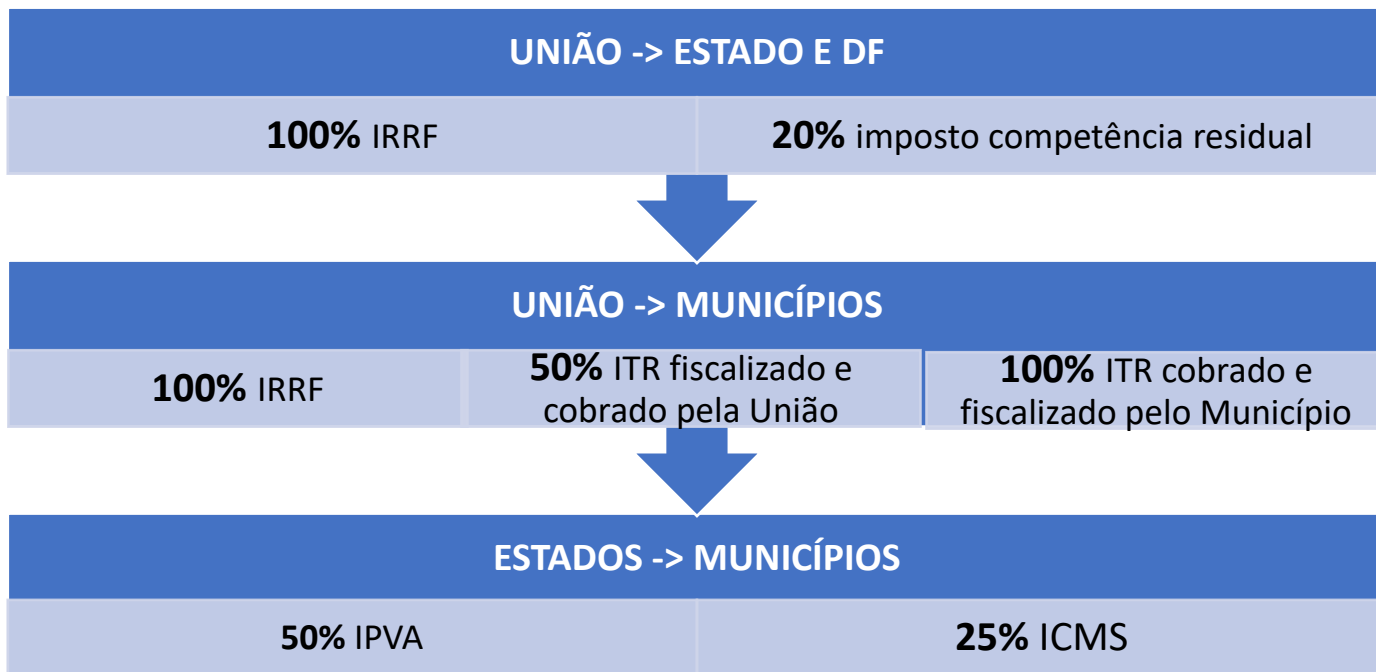 UNIÃO -> ESTADO E DF
100% IRRF
20% imposto competência residual
UNIÃO -> MUNICÍPIOS
100% IRRF
50% ITR fiscalizado e
cobrado pela União
100% ITR cobrado e
fiscalizado pelo Município
ESTADOS -> MUNICÍPIOS
50% IPVA
25% ICMS